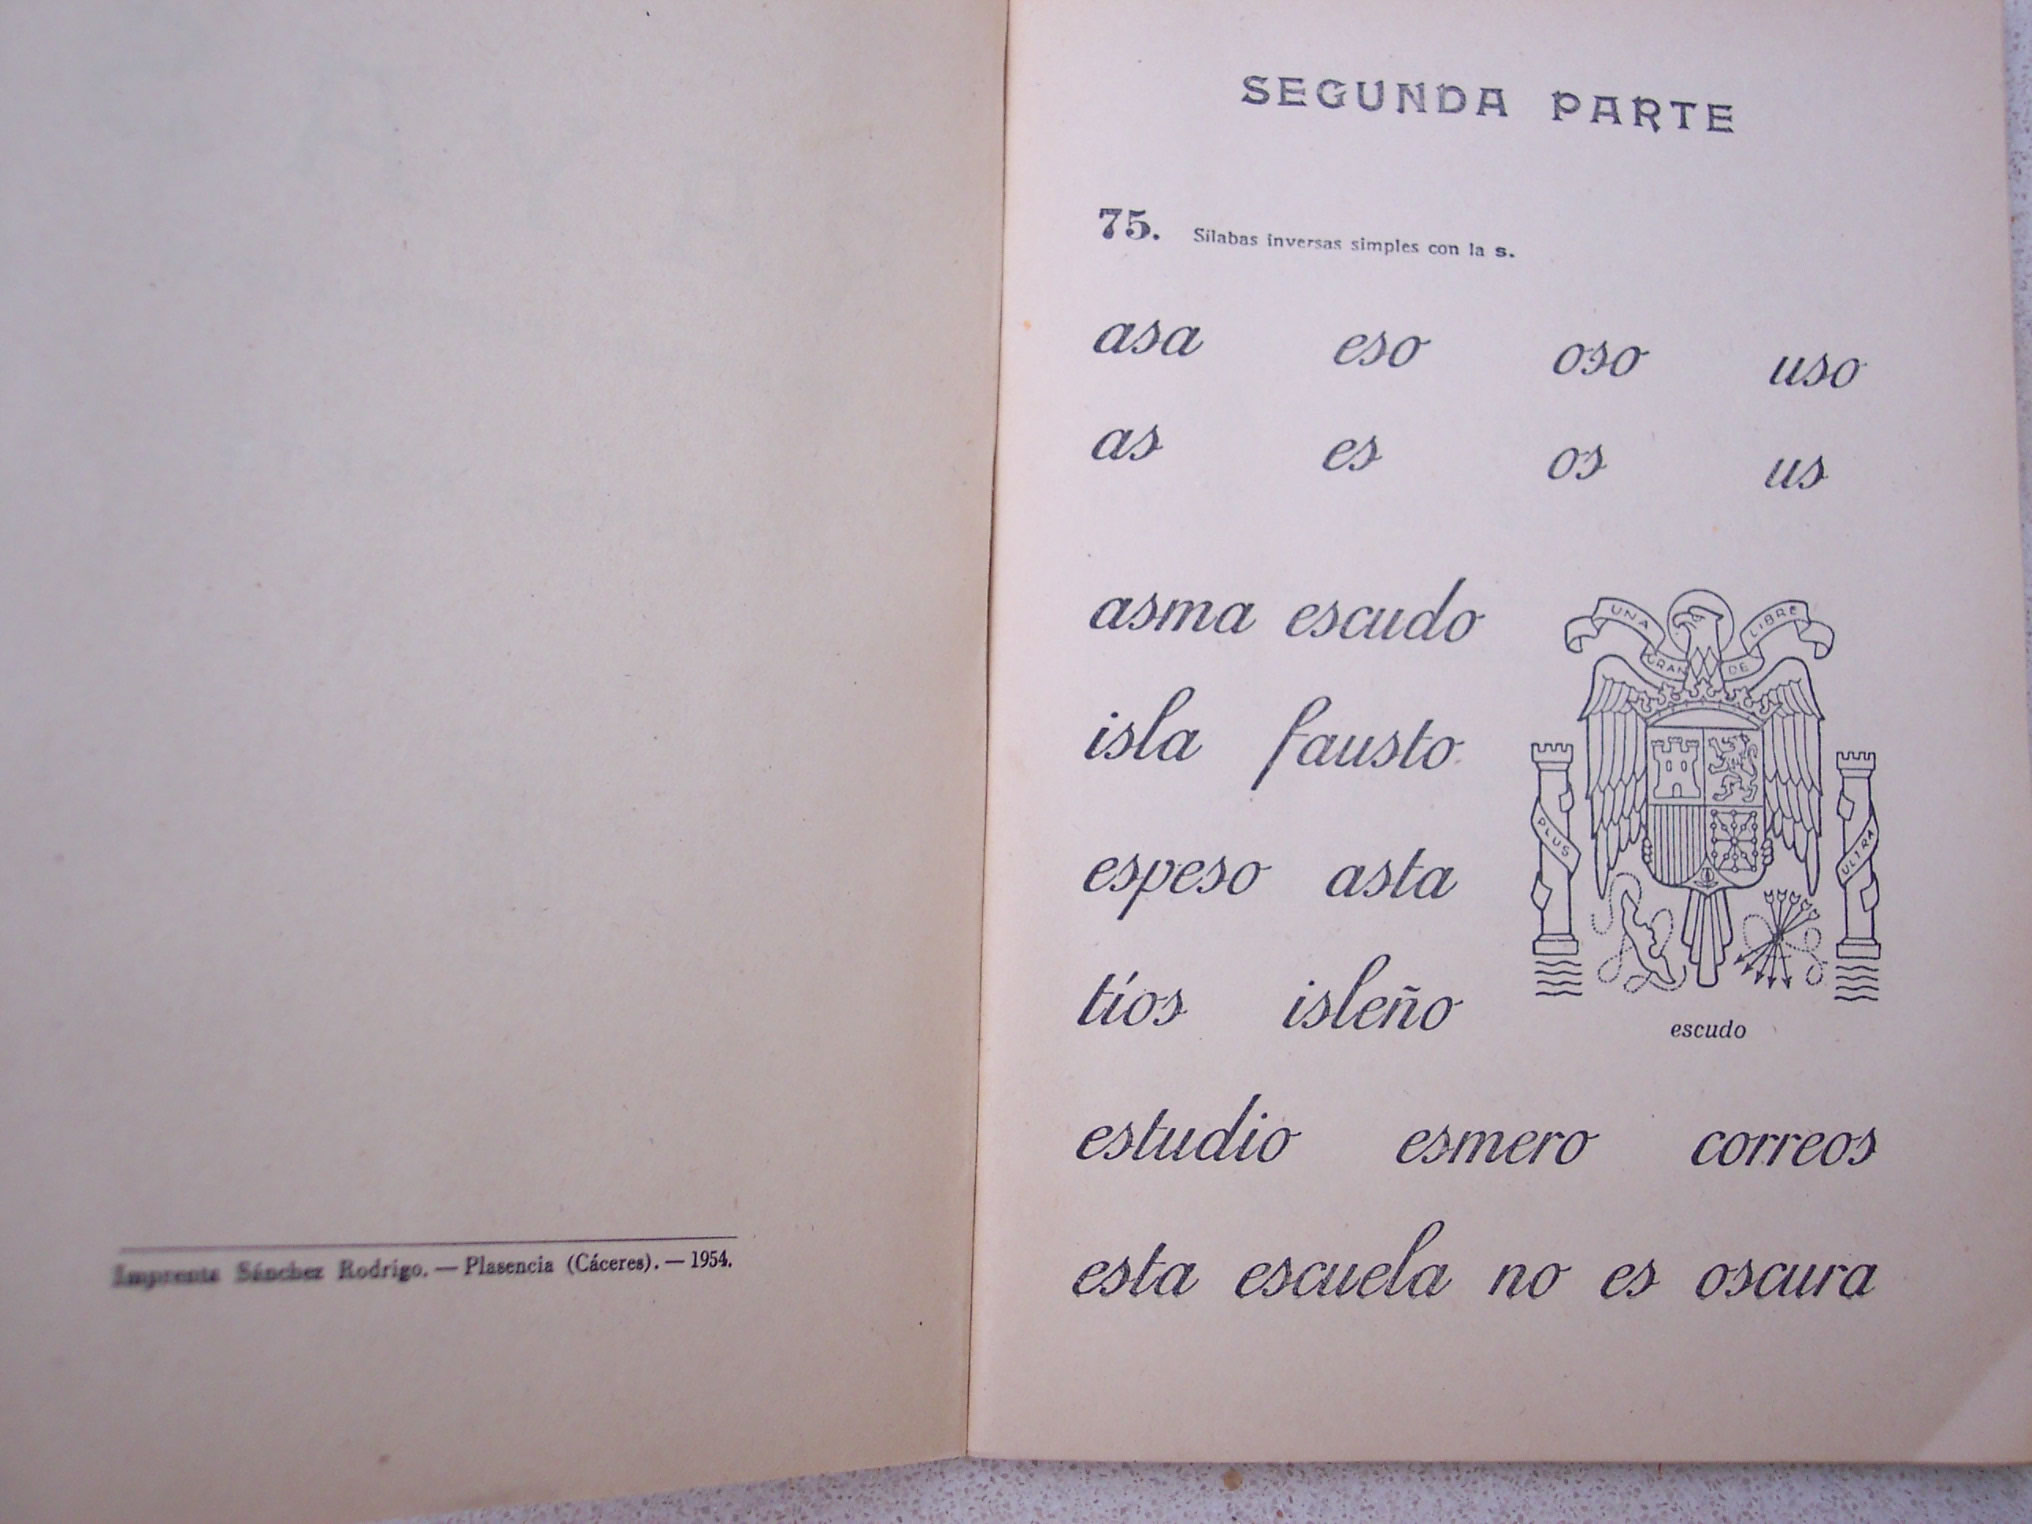 Imprenta Sánchez Rodrigo. — Plasencia (Cáceres). — 1954.
SEGUNDA PARTE
75. Sílabas inversas simples con la s.
asa eso oso uso
as es os us
asma escudo
isla fausto
espeso asta
tíos isleño
UNA GRANDE LIBRE
PLUS ULTRA
escudo
estudio esmero correos
esta escuela no es oscura